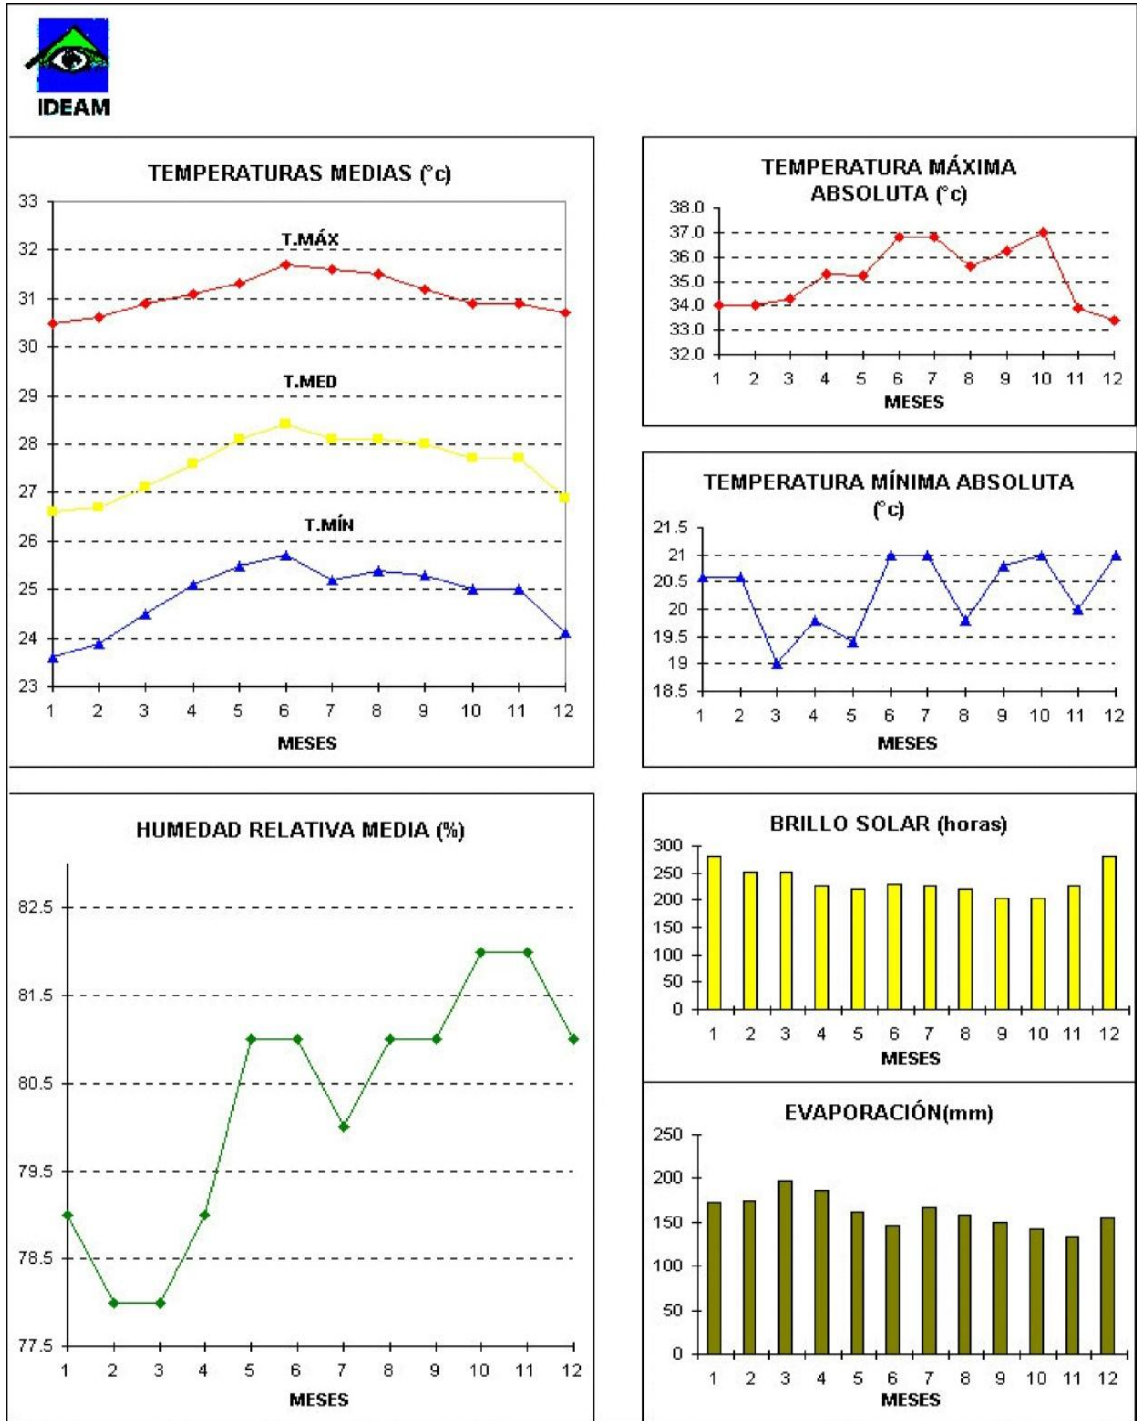 IDEAM
TEMPERATURAS MEDIAS (°c)
33
32
31
30
29
28
27
26
25
24
23
T.MÁX
T.MED
T.MÍN
1 2 3 4 5 6 7 8 9 10 11 12
MESES
TEMPERATURA MÁXIMA
ABSOLUTA (°c)
38.0
37.0
36.0
35.0
34.0
33.0
32.0
1 2 3 4 5 6 7 8 9 10 11 12
MESES
TEMPERATURA MÍNIMA ABSOLUTA
(°c)
21.5
21
20.5
20
19.5
19
18.5
1 2 3 4 5 6 7 8 9 10 11 12
MESES
HUMEDAD RELATIVA MEDIA (%)
82.5
81.5
80.5
79.5
78.5
77.5
1 2 3 4 5 6 7 8 9 10 11 12
MESES
BRILLO SOLAR (horas)
300
250
200
150
100
50
0
1 2 3 4 5 6 7 8 9 10 11 12
MESES
EVAPORACIÓN(mm)
250
200
150
100
50
0
1 2 3 4 5 6 7 8 9 10 11 12
MESES